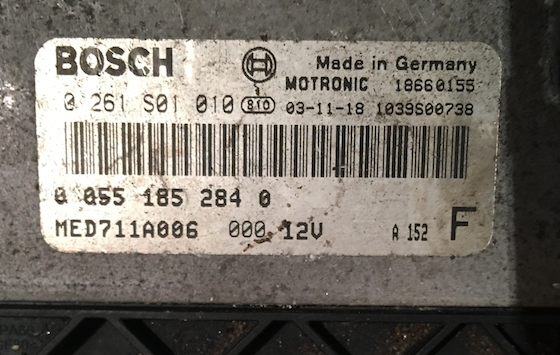 BOSCH Made in Germany
MOTRONIC 18660155
0 261 S01 010 810 03-11-18 1039S00738
0 055 185 284 0
MED711A006 000 12V A 152 F